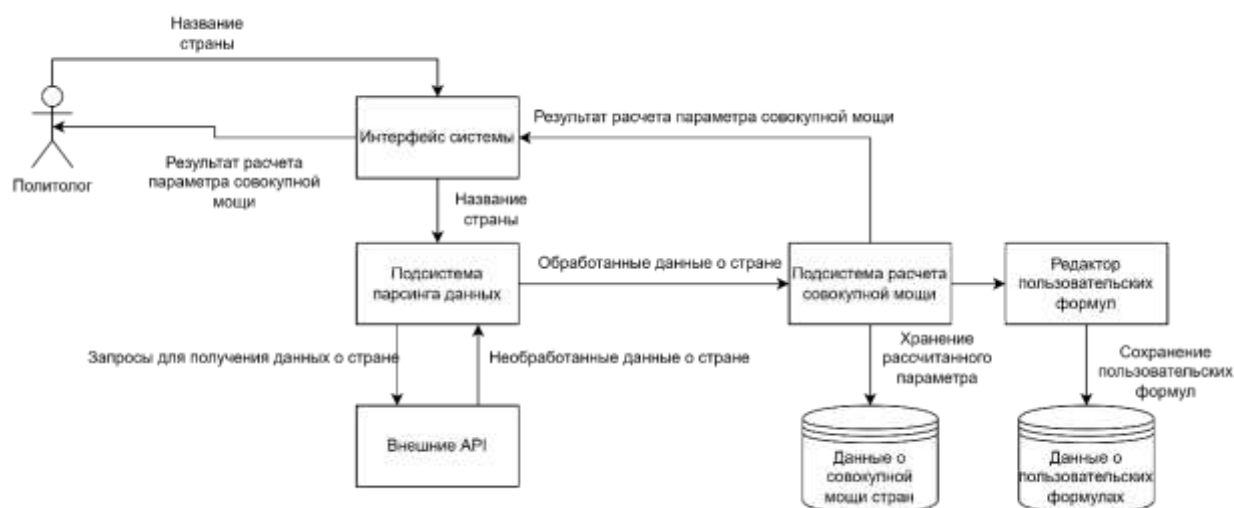 Название
страны
Интерфейс системы
Результат расчета параметра совокупной мощи
Политолог
Результат расчета
параметра совокупной
мощи
Название
страны
Подсистема
парсинга данных
Обработанные данные о стране
Подсистема расчета
совокупной мощи
Редактор
пользовательских
формул
Запросы для получения данных о стране
Необработанные данные о стране
Хранение
рассчитанного
параметра
Сохранение
пользовательских
формул
Внешние API
Данные о
совокупной
мощи стран
Данные о
пользовательских
формулах